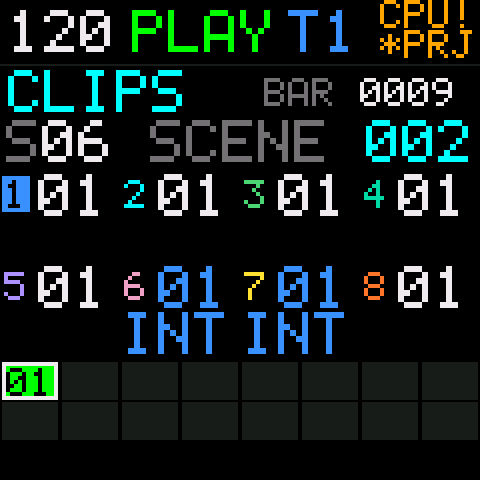 120 PLAY T1 CPU!
*PRJ
CLIPS BAR 0009
S06 SCENE 002
1 01 2 01 3 01 4 01
5 01 6 01 7 01 8 01
INT INT
01